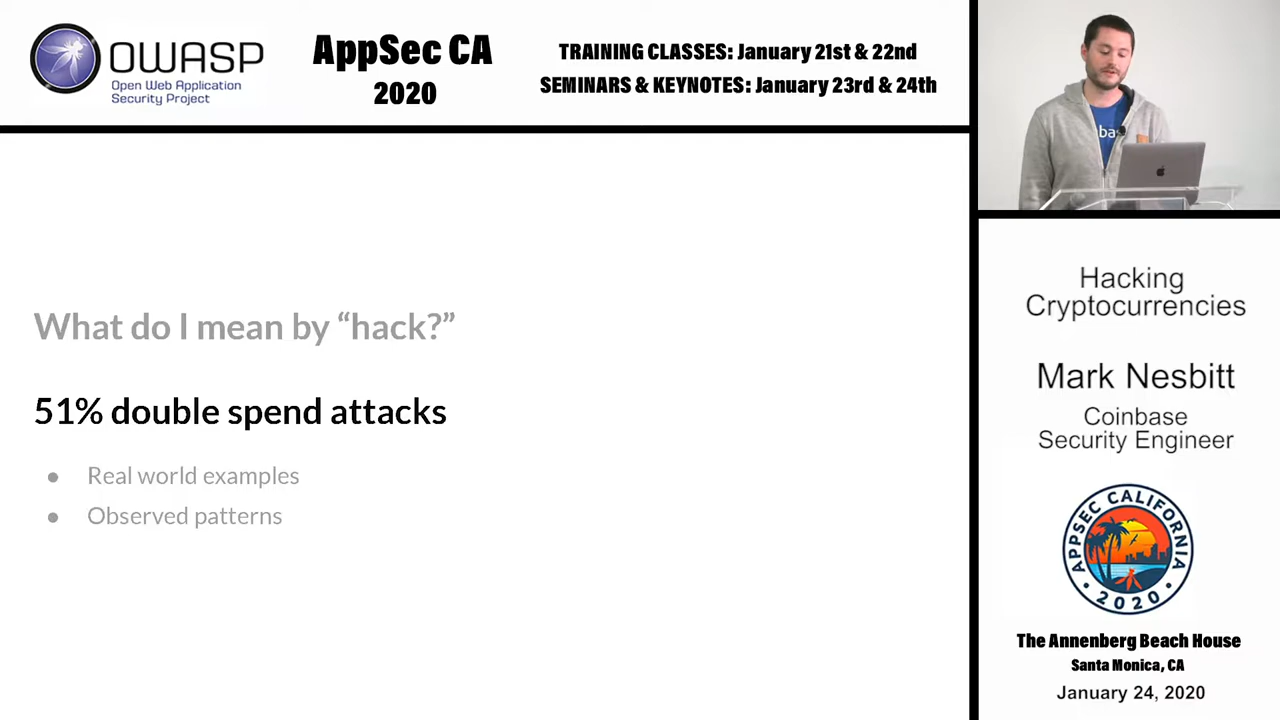 OWASP
Open Web Application
Security Project
AppSec CA
2020
TRAINING CLASSES: January 21st & 22nd
SEMINARS & KEYNOTES: January 23rd & 24th
What do I mean by “hack?”
51% double spend attacks
● Real world examples
● Observed patterns
Hacking
Cryptocurrencies
Mark Nesbitt
Coinbase
Security Engineer
APPSEC CALIFORNIA
• 2020 •
The Annenberg Beach House
Santa Monica, CA
January 24, 2020